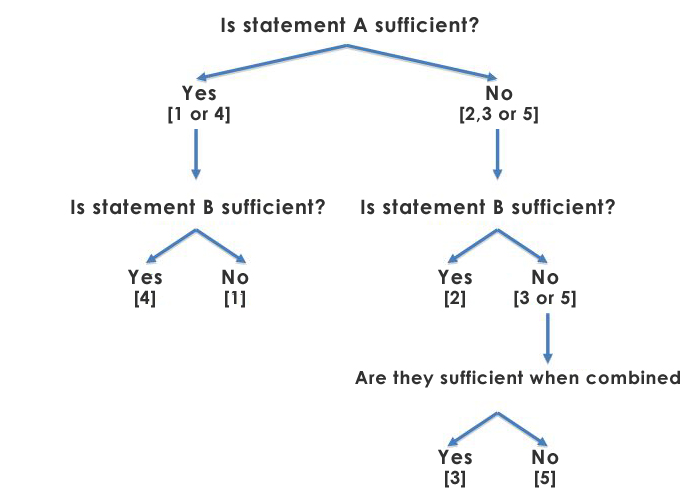 Is statement A sufficient?
Yes
[1 or 4]
No
[2,3 or 5]
Is statement B sufficient?
Is statement B sufficient?
Yes
[4]
No
[1]
Yes
[2]
No
[3 or 5]
Are they sufficient when combined
Yes
[3]
No
[5]